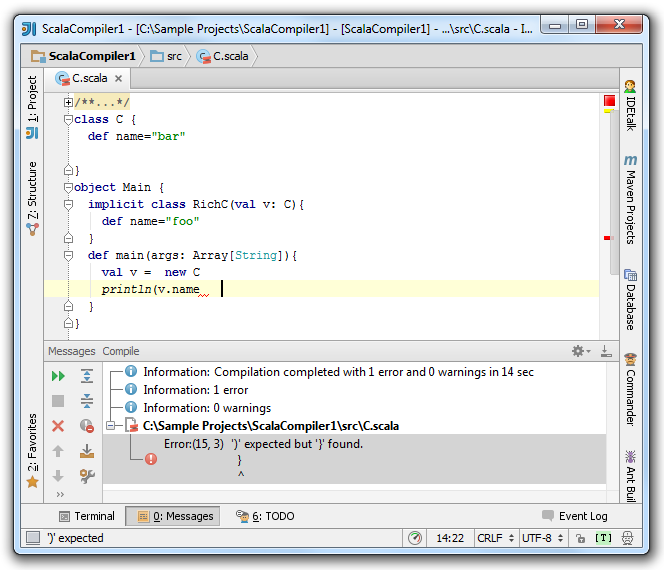 ScalaCompiler1 - [C:\Sample Projects\ScalaCompiler1] - [ScalaCompiler1] - ...\src\C.scala - I...
ScalaCompiler1 src C.scala
C.scala
1: Project
Z: Structure
2: Favorites
/**...*/
class C {
def name="bar"
}
object Main {
implicit class RichC(val v: C){
def name="foo"
}
def main(args: Array[String]){
val v =  new C
println(v.name
}
}
IDEtalk
Maven Projects
Database
Commander
Ant Buil
Messages Compile
Information: Compilation completed with 1 error and 0 warnings in 14 sec
Information: 1 error
Information: 0 warnings
C:\Sample Projects\ScalaCompiler1\src\C.scala
Error:(15, 3)  ')' expected but '}' found.
}
^
Terminal 0: Messages 6: TODO Event Log
')' expected 14:22 CRLF UTF-8 [T]